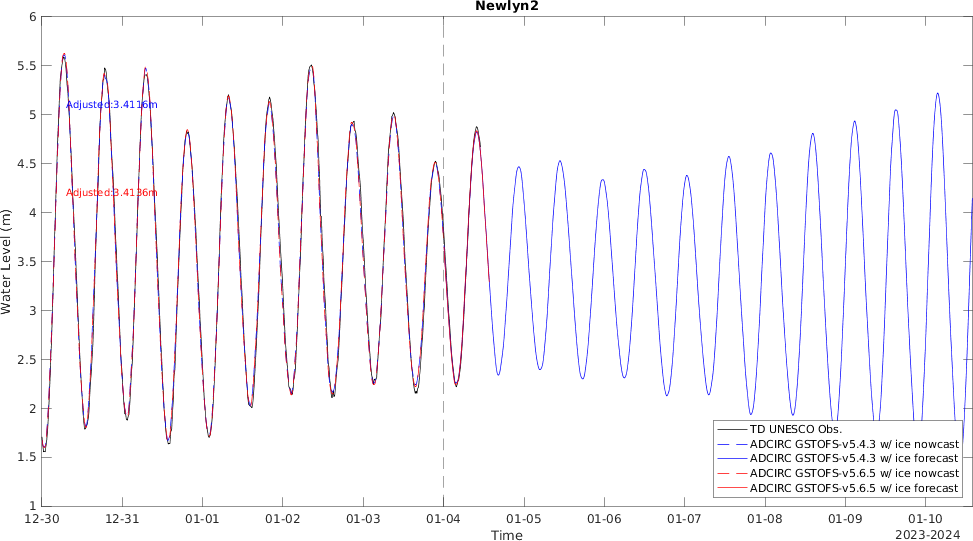 Newlyn2
6
5.5
5
4.5
4
3.5
3
2.5
2
1.5
1
Water Level (m)
Adjusted:3.4116m
Adjusted:3.4136m
TD UNESCO Obs.
ADCIRC GSTOFS-v5.4.3 w/ ice nowcast
ADCIRC GSTOFS-v5.4.3 w/ ice forecast
ADCIRC GSTOFS-v5.6.5 w/ ice nowcast
ADCIRC GSTOFS-v5.6.5 w/ ice forecast
12-30 12-31 01-01 01-02 01-03 01-04 01-05 01-06 01-07 01-08 01-09 01-10
Time
2023-2024